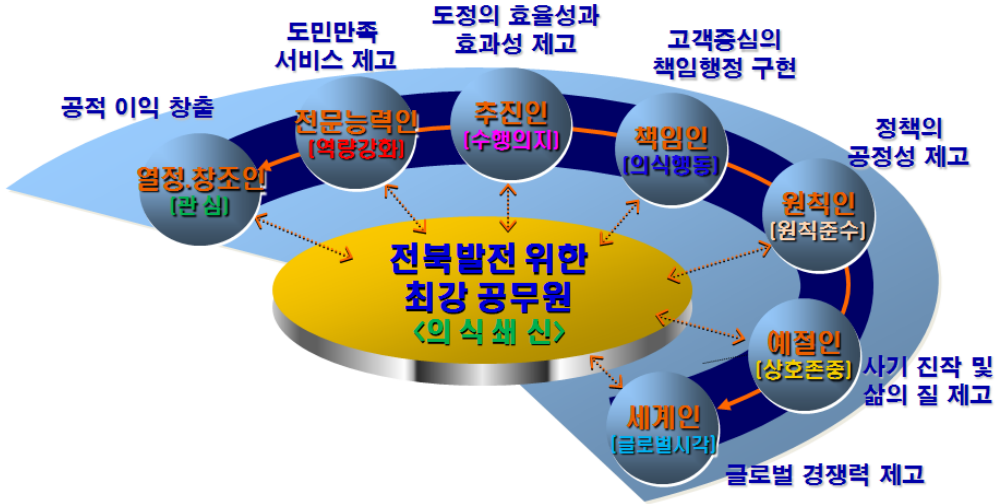 도민만족
서비스 제고
도정의 효율성과
효과성 제고
고객중심의
책임행정 구현
공적 이익 창출
정책의
공정성 제고
열정.창조인
[관 심]
전문능력인
[역량강화]
추진인
[수행의지]
책임인
[의식행동]
원칙인
[원칙준수]
예절인
[상호존중]
세계인
[글로벌시각]
전북발전 위한
최강 공무원
<의 식 쇄 신>
사기 진작 및
삶의 질 제고
글로벌 경쟁력 제고